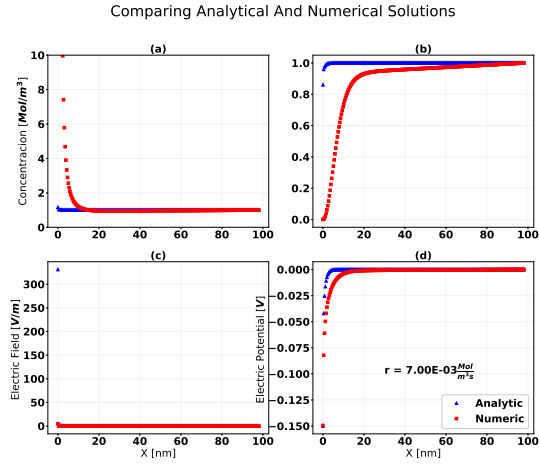 Comparing Analytical And Numerical Solutions
(a)
Concentracion [Mol/m³]
10
8
6
4
2
0
0 20 40 60 80 100
(b)
1.0
0.8
0.6
0.4
0.2
0.0
0 20 40 60 80 100
(c)
Electric Field [V/m]
300
250
200
150
100
50
0
0 20 40 60 80 100
X [nm]
(d)
Electric Potential [V]
0.000
−0.025
−0.050
−0.075
−0.100
−0.125
−0.150
r = 7.00E-03 Mol/m³s
Analytic
Numeric
0 20 40 60 80 100
X [nm]